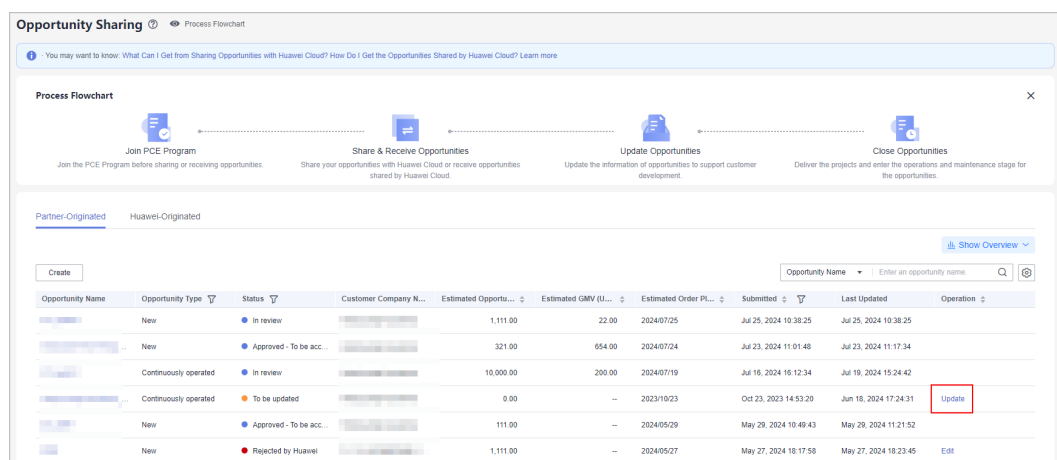 Opportunity Sharing Process Flowchart
You may want to know: What Can I Get from Sharing Opportunities with Huawei Cloud? How Do I Get the Opportunities Shared by Huawei Cloud? Learn more
Process Flowchart
Join PCE Program
Join the PCE Program before sharing or receiving opportunities.
Share & Receive Opportunities
Share your opportunities with Huawei Cloud or receive opportunities
shared by Huawei Cloud.
Update Opportunities
Update the information of opportunities to support customer
development.
Close Opportunities
Deliver the projects and enter the operations and maintenance stage for
the opportunities.
Partner-Originated Huawei-Originated
Show Overview
Create Opportunity Name Enter an opportunity name.
Opportunity Name Opportunity Type Status Customer Company N... Estimated Opportu... Estimated GMV (U... Estimated Order Pl... Submitted Last Updated Operation
New In review 1,111.00 22.00 2024/07/25 Jul 25, 2024 10:38:25 Jul 25, 2024 10:38:25
... New Approved - To be acc... 321.00 654.00 2024/07/24 Jul 23, 2024 11:01:48 Jul 23, 2024 11:17:34
Continuously operated In review 10,000.00 200.00 2024/07/19 Jul 16, 2024 16:12:34 Jul 19, 2024 15:24:42
... Continuously operated To be updated 0.00 -- 2023/10/23 Oct 23, 2023 14:53:20 Jun 18, 2024 17:24:31 Update
New Approved - To be acc... 111.00 -- 2024/05/29 May 29, 2024 10:49:43 May 29, 2024 11:21:52
New Rejected by Huawei 1,111.00 -- 2024/05/27 May 27, 2024 18:17:58 May 27, 2024 18:23:45 Edit